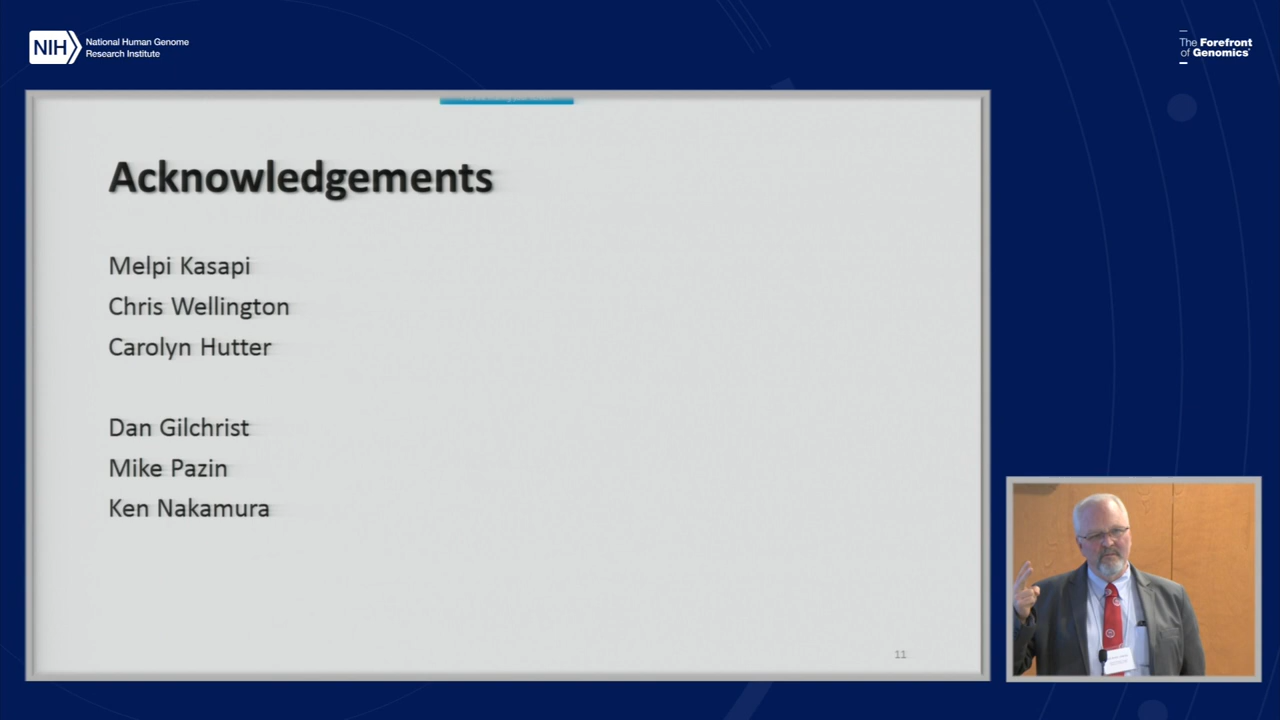 NIH
National Human Genome
Research Institute
The Forefront
of Genomics
Acknowledgements
Melpi Kasapi
Chris Wellington
Carolyn Hutter
Dan Gilchrist
Mike Pazin
Ken Nakamura
11